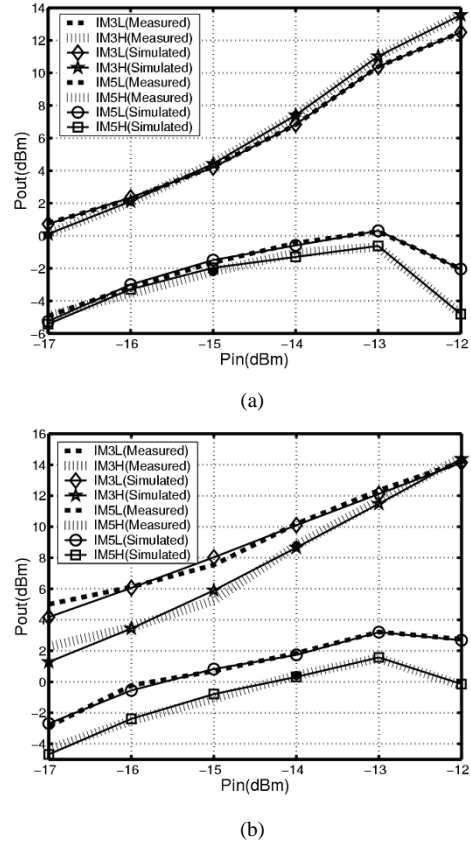 14
12
10
8
6
4
2
0
−2
−4
−6
Pout(dBm)
IM3L(Measured)
IM3H(Measured)
IM3L(Simulated)
IM3H(Simulated)
IM5L(Measured)
IM5H(Measured)
IM5L(Simulated)
IM5H(Simulated)
−17 −16 −15 −14 −13 −12
Pin(dBm)
(a)
16
14
12
10
8
6
4
2
0
−2
−4
Pout(dBm)
IM3L(Measured)
IM3H(Measured)
IM3L(Simulated)
IM3H(Simulated)
IM5L(Measured)
IM5H(Measured)
IM5L(Simulated)
IM5H(Simulated)
−17 −16 −15 −14 −13 −12
Pin(dBm)
(b)